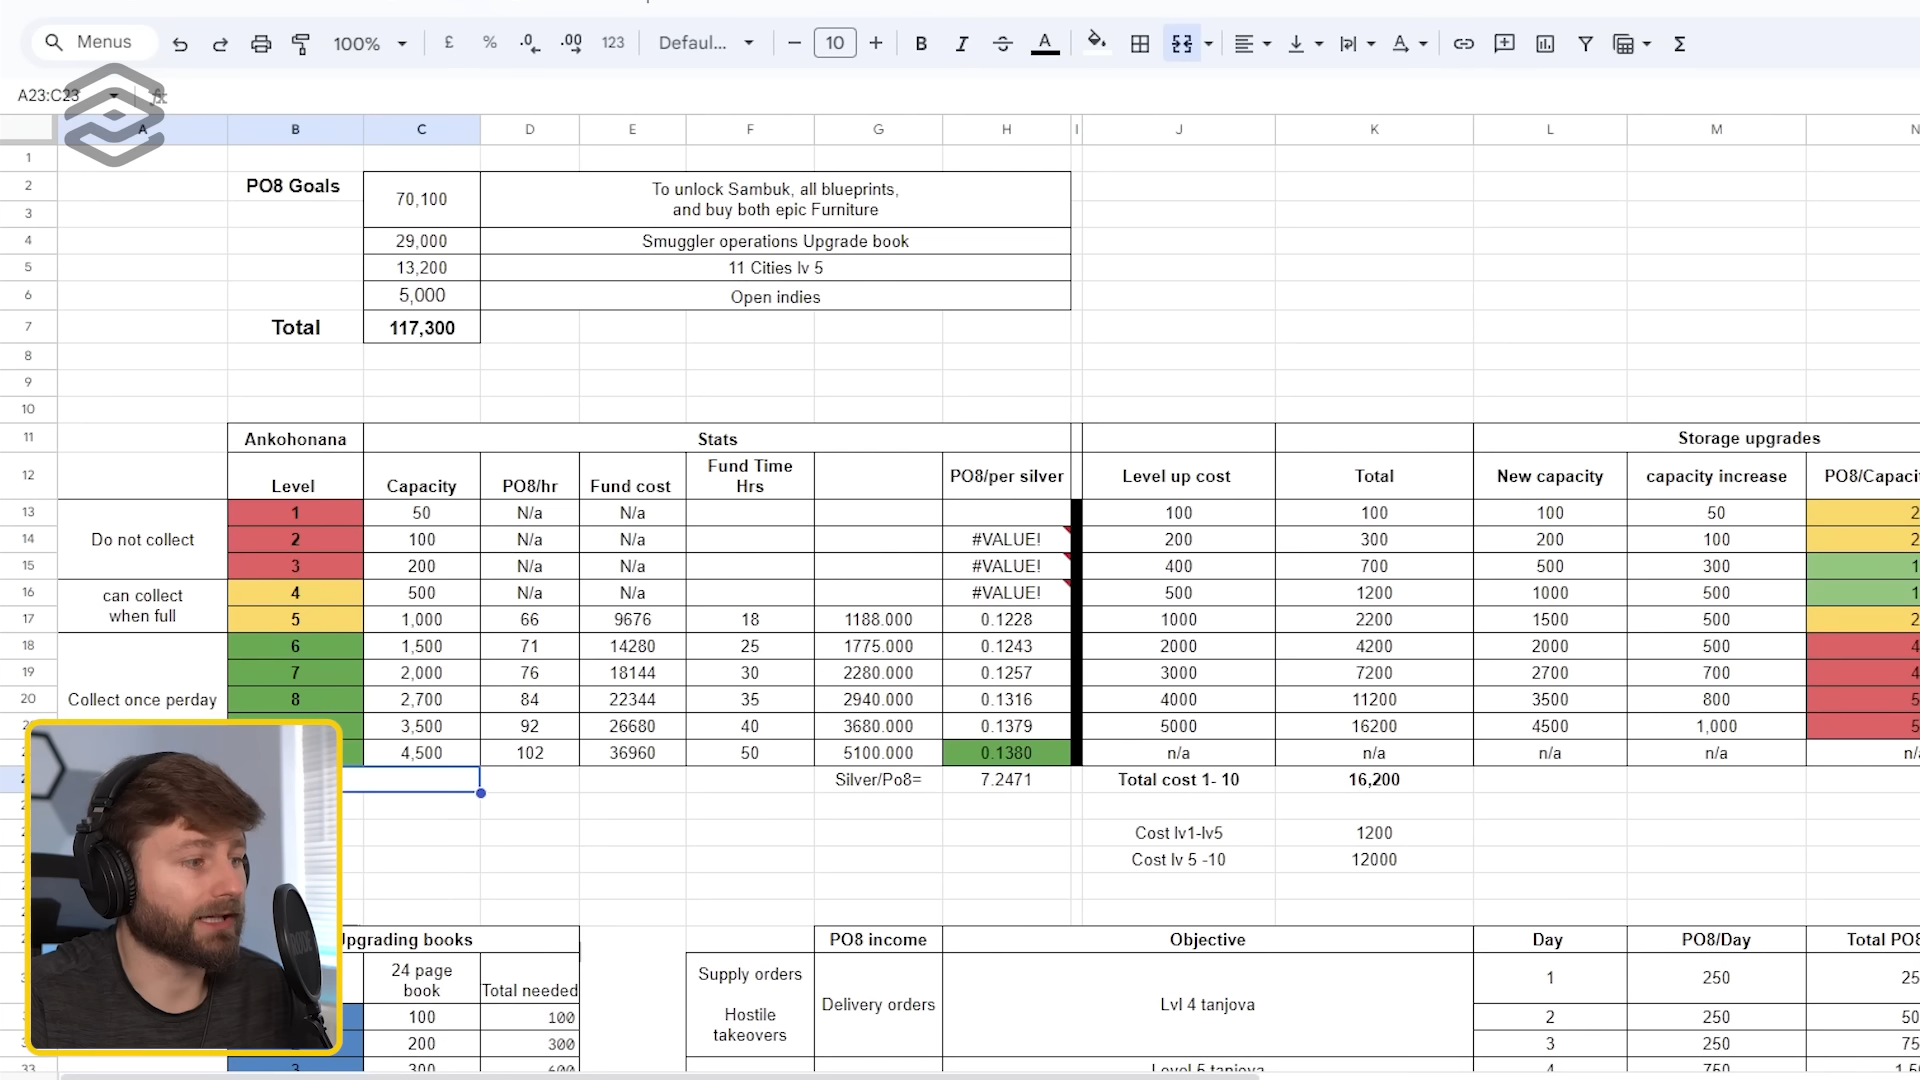 Menus 100% £ % .0 .00 123 Defaul... 10 B I A A Σ
A23:C23 fx
A B C D E F G H I J K L M N
1
2 PO8 Goals 70,100 To unlock Sambuk, all blueprints,
3 and buy both epic Furniture
4 29,000 Smuggler operations Upgrade book
5 13,200 11 Cities lv 5
6 5,000 Open indies
7 Total 117,300
8
9
10
11 Ankohonana Stats Storage upgrades
12 Level Capacity PO8/hr Fund cost Fund Time Hrs PO8/per silver Level up cost Total New capacity capacity increase
13 1 50 N/a N/a 100 100 100 50
14 Do not collect 2 100 N/a N/a #VALUE! 200 300 200 100
15 3 200 N/a N/a #VALUE! 400 700 500 300
16 can collect when full 4 500 N/a N/a #VALUE! 500 1200 1000 500
17 5 1,000 66 9676 18 1188.000 0.1228 1000 2200 1500 500
18 6 1,500 71 14280 25 1775.000 0.1243 2000 4200 2000 500
19 7 2,000 76 18144 30 2280.000 0.1257 3000 7200 2700 700
20 Collect once perday 8 2,700 84 22344 35 2940.000 0.1316 4000 11200 3500 800
3,500 92 26680 40 3680.000 0.1379 5000 16200 4500 1,000
4,500 102 36960 50 5100.000 0.1380 n/a n/a n/a n/a
Silver/Po8= 7.2471 Total cost 1- 10 16,200
Cost lv1-lv5 1200
Cost lv 5 -10 12000
books PO8 income Objective Day PO8/Day Total
24 page book Total needed Supply orders Hostile takeovers Delivery orders Lvl 4 tanjova 1 250
100 100 2 250
200 300 3 250
33 3 300 600 Level 5 tanjova 4 750